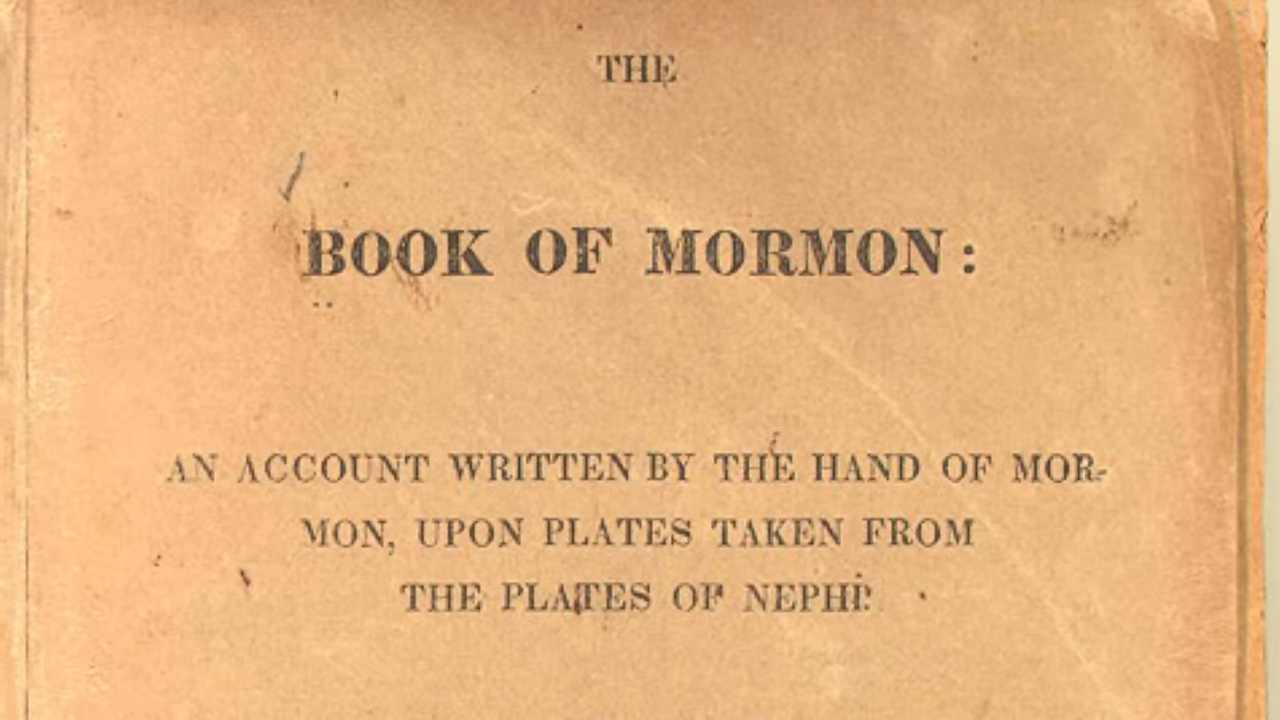 THE
BOOK OF MORMON:
AN ACCOUNT WRITTEN BY THE HAND OF MOR-
MON, UPON PLATES TAKEN FROM
THE PLATES OF NEPHI.